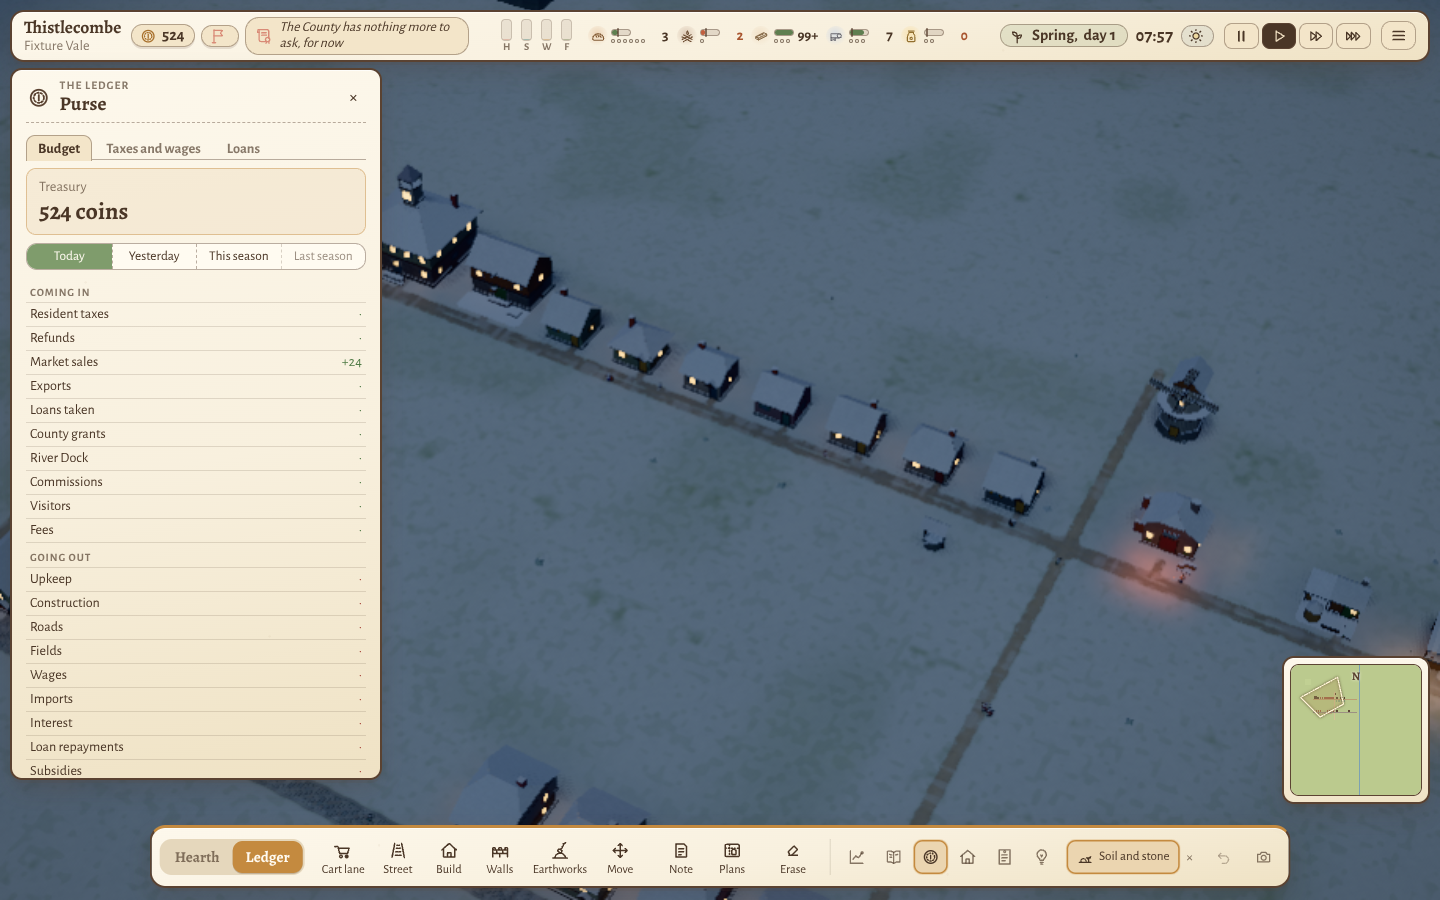 Thistlecombe
Fixture Vale
524
The County has nothing more to
ask, for now
H S W F
3
2
99+
7
0
Spring, day 1
07:57
THE LEDGER
Purse
×
Budget
Taxes and wages
Loans
Treasury
524 coins
Today
Yesterday
This season
Last season
COMING IN
Resident taxes ·
Refunds ·
Market sales +24
Exports ·
Loans taken ·
County grants ·
River Dock ·
Commissions ·
Visitors ·
Fees ·
GOING OUT
Upkeep ·
Construction ·
Roads ·
Fields ·
Wages ·
Imports ·
Interest ·
Loan repayments ·
Subsidies ·
N
Hearth
Ledger
Cart lane
Street
Build
Walls
Earthworks
Move
Note
Plans
Erase
Soil and stone
×